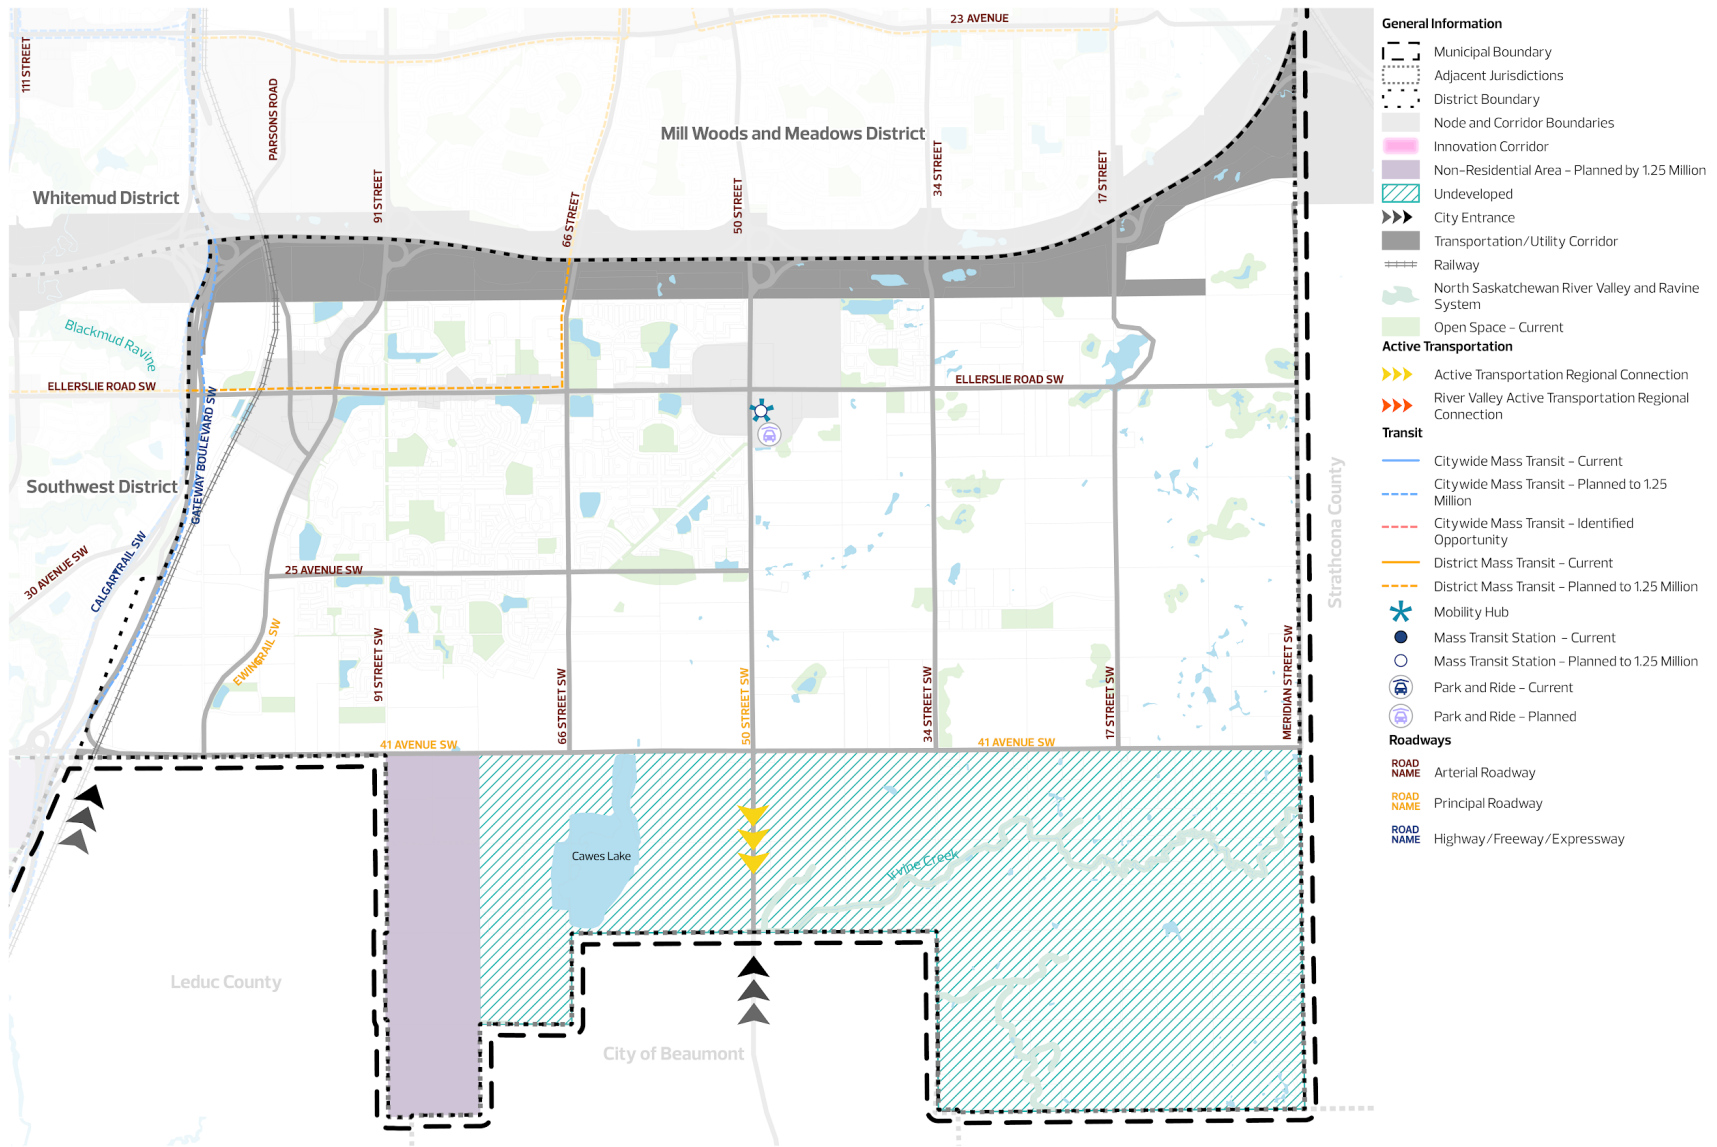 23 AVENUE
111 STREET
PARSONS ROAD
Mill Woods and Meadows District
34 STREET
17 STREET
91 STREET
50 STREET
66 STREET
Whitemud District
Blackmud Ravine
ELLERSLIE ROAD SW
ELLERSLIE ROAD SW
GATEWAY BOULEVARD SW
Southwest District
Strathcona County
CALGARY TRAIL SW
30 AVENUE SW
25 AVENUE SW
EWING TRAIL SW
91 STREET SW
66 STREET SW
50 STREET SW
34 STREET SW
17 STREET SW
MERIDIAN STREET SW
41 AVENUE SW
41 AVENUE SW
Cawes Lake
Irvine Creek
Leduc County
City of Beaumont
General Information
Municipal Boundary
Adjacent Jurisdictions
District Boundary
Node and Corridor Boundaries
Innovation Corridor
Non-Residential Area - Planned by 1.25 Million
Undeveloped
City Entrance
Transportation/Utility Corridor
Railway
North Saskatchewan River Valley and Ravine
System
Open Space - Current
Active Transportation
Active Transportation Regional Connection
River Valley Active Transportation Regional
Connection
Transit
Citywide Mass Transit - Current
Citywide Mass Transit - Planned to 1.25
Million
Citywide Mass Transit - Identified
Opportunity
District Mass Transit - Current
District Mass Transit - Planned to 1.25 Million
Mobility Hub
Mass Transit Station - Current
Mass Transit Station - Planned to 1.25 Million
Park and Ride - Current
Park and Ride - Planned
Roadways
ROAD
NAME
Arterial Roadway
ROAD
NAME
Principal Roadway
ROAD
NAME
Highway/Freeway/Expressway